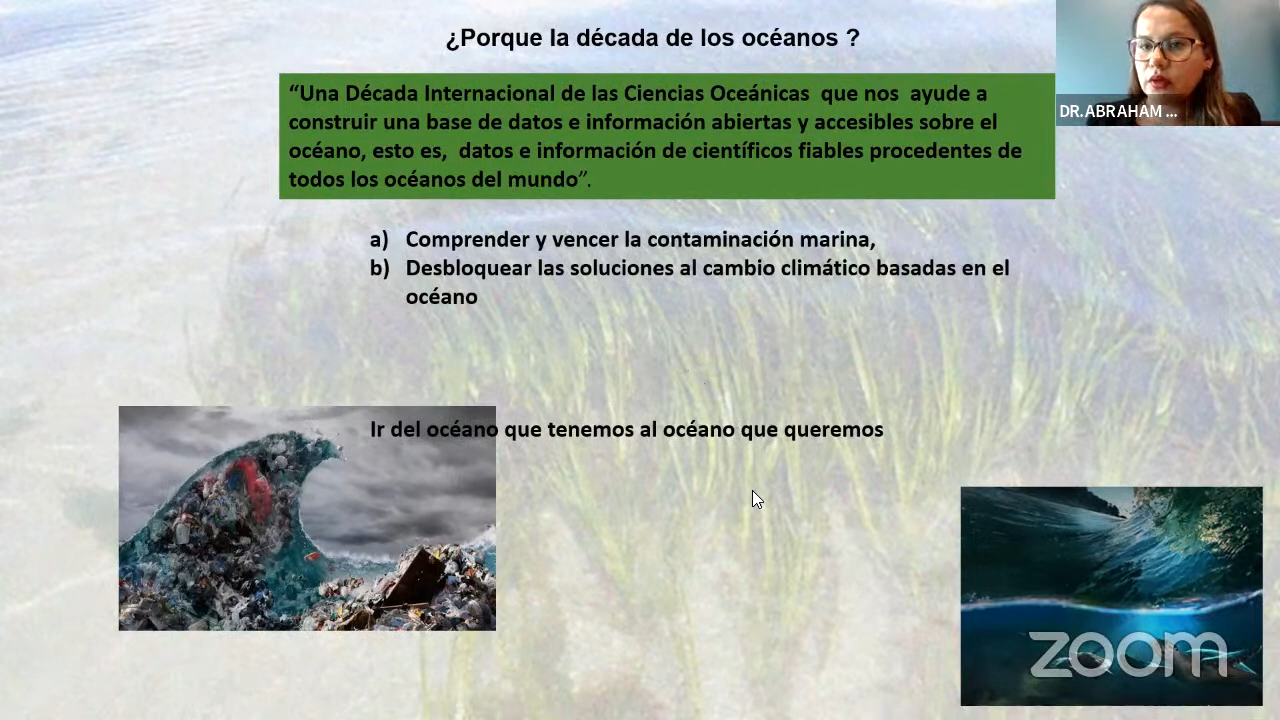 ¿Porque la década de los océanos ?
“Una Década Internacional de las Ciencias Oceánicas que nos ayude a
construir una base de datos e información abiertas y accesibles sobre el
océano, esto es, datos e información de científicos fiables procedentes de
todos los océanos del mundo”.
DR.ABRAHAM ...
a) Comprender y vencer la contaminación marina,
b) Desbloquear las soluciones al cambio climático basadas en el
océano
Ir del océano que tenemos al océano que queremos
zoom